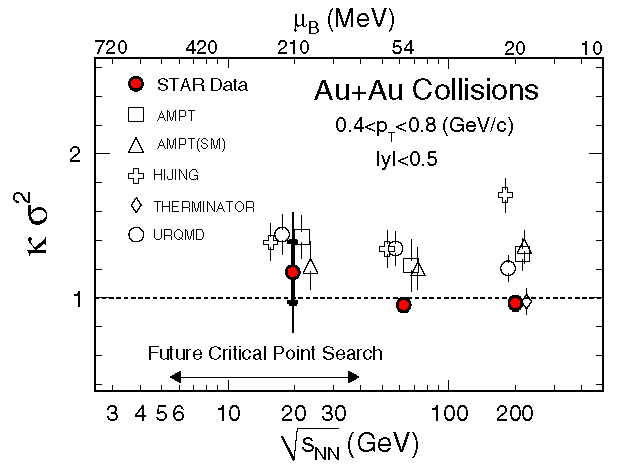 μB (MeV)
720 420 210 54 20 10
STAR Data
AMPT
AMPT(SM)
HIJING
THERMINATOR
URQMD
Au+Au Collisions
0.4<pT<0.8 (GeV/c)
|y|<0.5
2
κ σ²
1
Future Critical Point Search
3 4 5 6 10 20 30 100 200
√sNN (GeV)